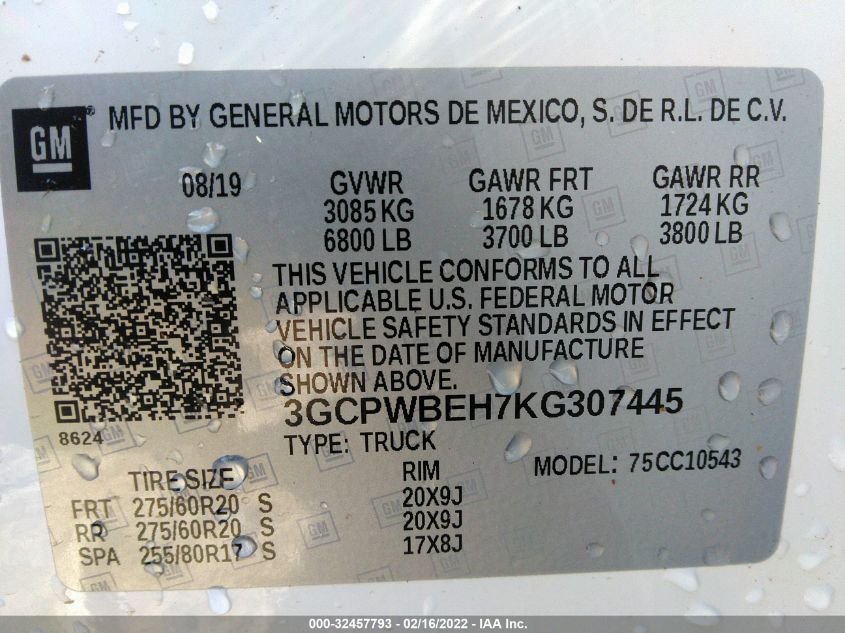 GM ® MFD BY GENERAL MOTORS DE MEXICO, S. DE R.L. DE C.V.
08/19 GVWR GAWR FRT GAWR RR
3085 KG 1678 KG 1724 KG
6800 LB 3700 LB 3800 LB
THIS VEHICLE CONFORMS TO ALL
APPLICABLE U.S. FEDERAL MOTOR
VEHICLE SAFETY STANDARDS IN EFFECT
ON THE DATE OF MANUFACTURE
SHOWN ABOVE.
3GCPWBEH7KG307445
8624
TYPE: TRUCK MODEL: 75CC10543
TIRE SIZE RIM
FRT 275/60R20 S 20X9J
RR 275/60R20 S 20X9J
SPA 255/80R17 S 17X8J
000-32457793 - 02/16/2022 - IAA Inc.